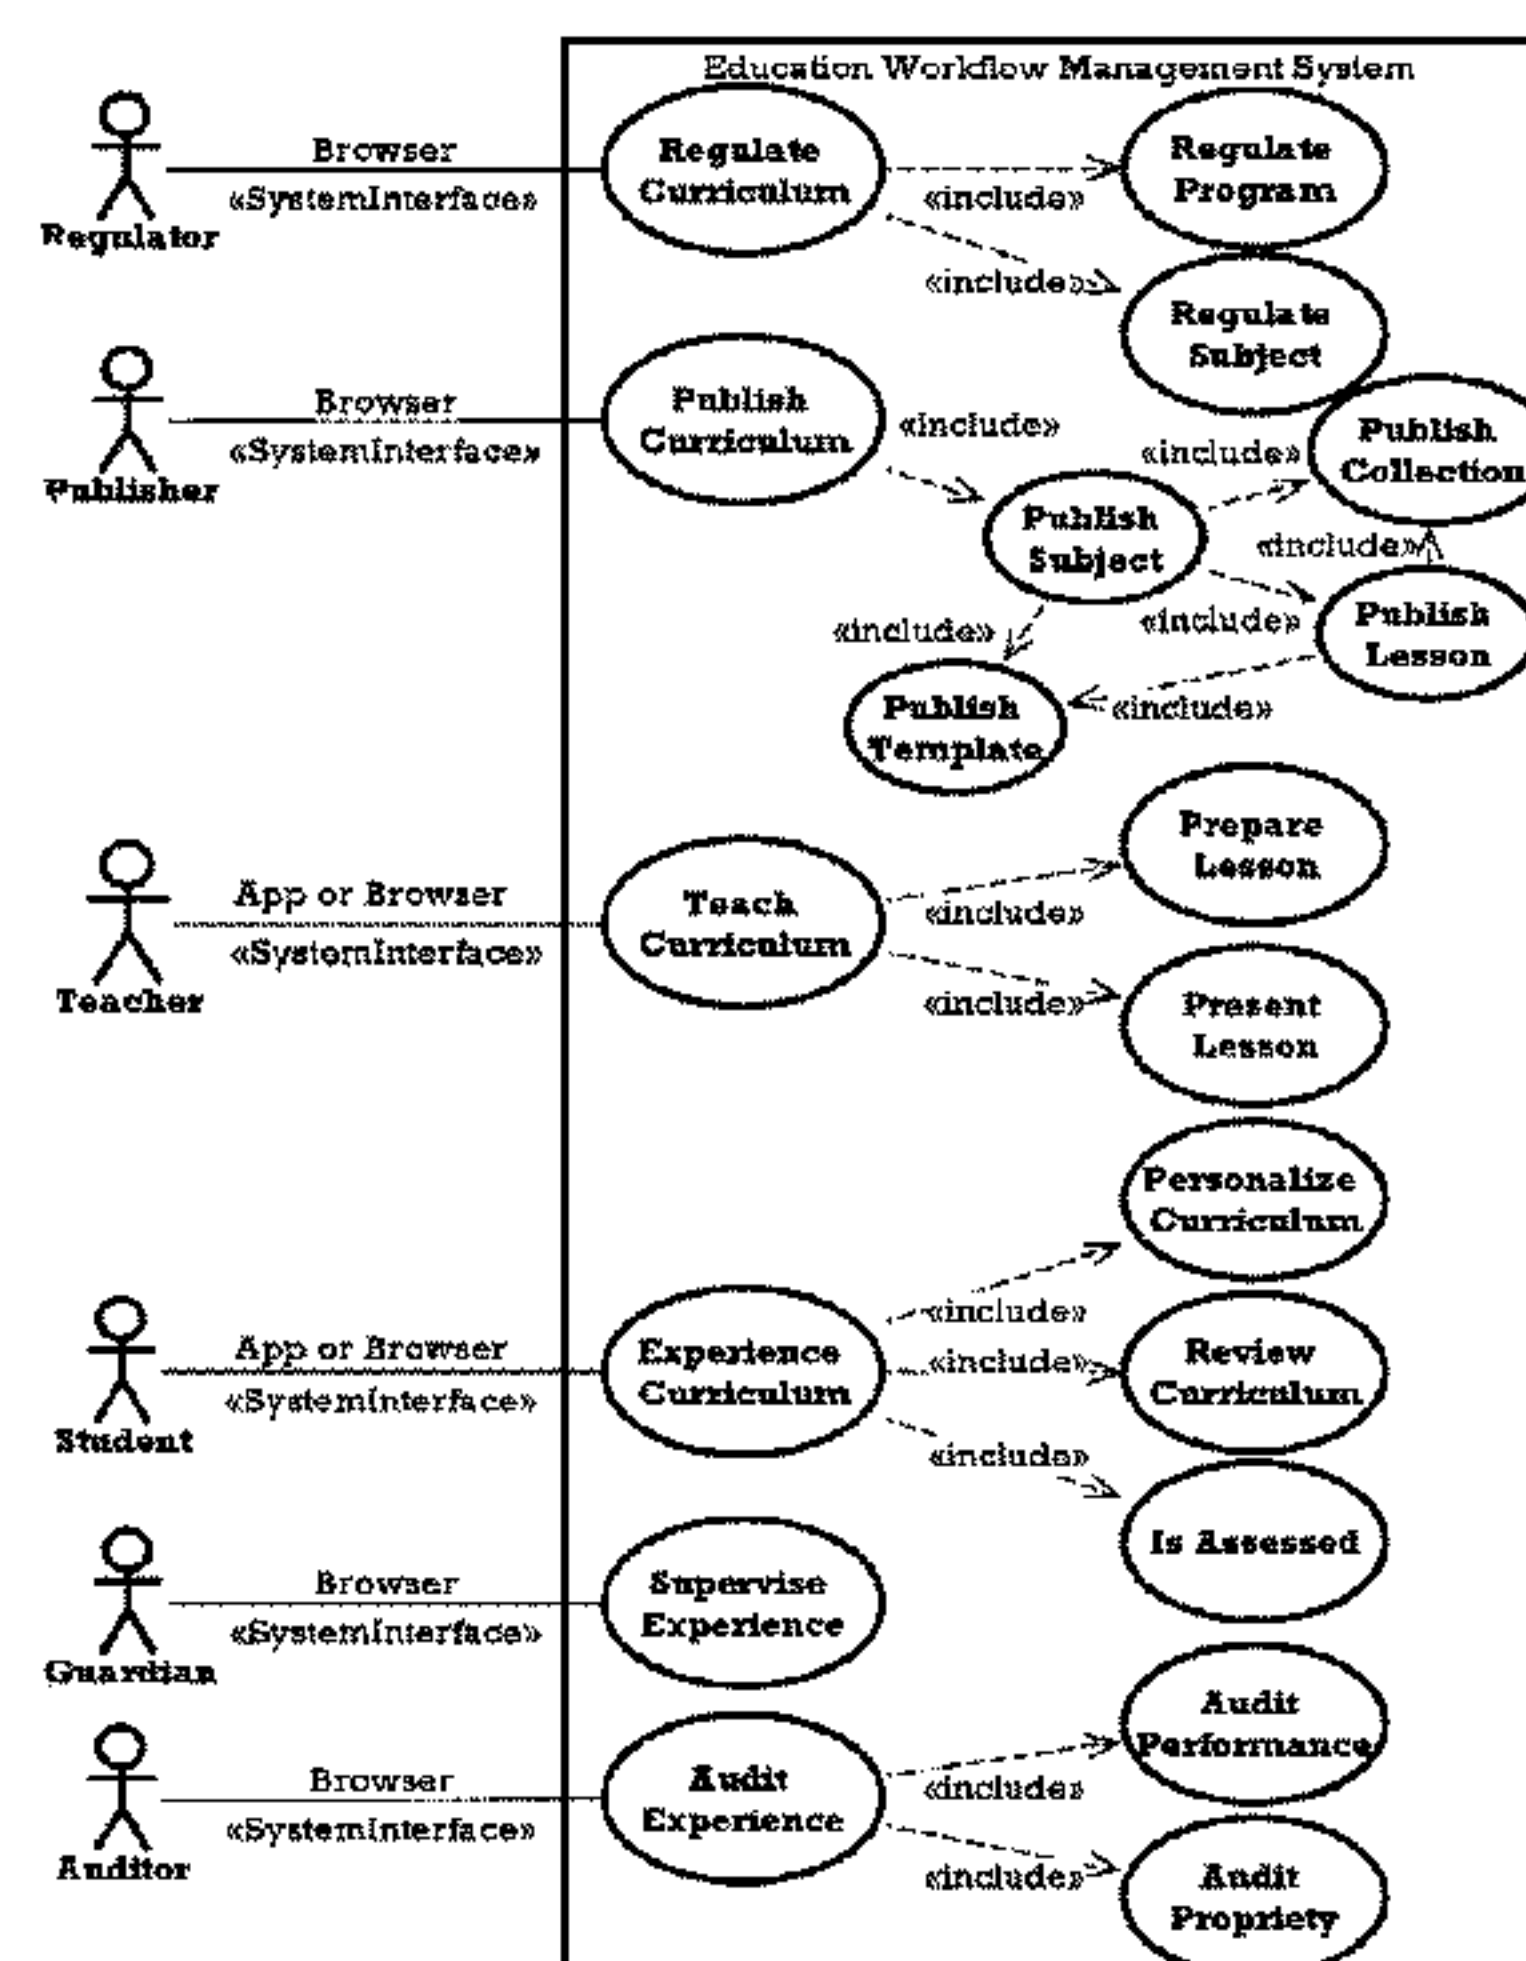 Education Workflow Management System
Browser
«SystemInterface»
Regulator
Regulate
Curriculum
«include»
«include»
Regulate
Program
Regulate
Subject
Browser
«SystemInterface»
Publisher
Publish
Curriculum
«include»
Publish
Subject
«include»
Publish
Collection
«include»
«include»
Publish
Lesson
«include»
«include»
Publish
Template
App or Browser
«SystemInterface»
Teacher
Teach
Curriculum
«include»
«include»
Prepare
Lesson
Present
Lesson
App or Browser
«SystemInterface»
Student
Experience
Curriculum
«include»
«include»
«include»
Personalize
Curriculum
Review
Curriculum
Is Assessed
Browser
«SystemInterface»
Guardian
Supervise
Experience
Browser
«SystemInterface»
Auditor
Audit
Experience
«include»
«include»
Audit
Performance
Audit
Propriety